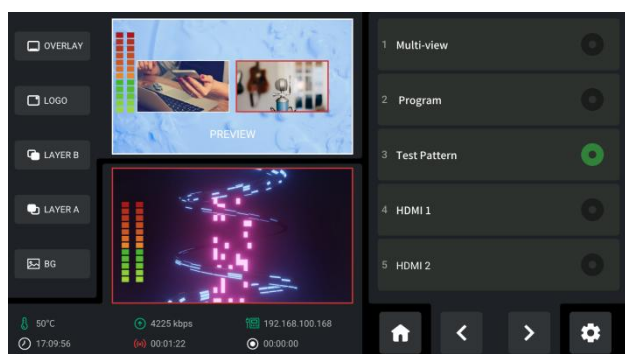 OVERLAY
LOGO
LAYER B
LAYER A
BG
PREVIEW
50°C
4225 kbps
192.168.100.168
17:09:56
00:01:22
00:00:00
1 Multi-view
2 Program
3 Test Pattern
4 HDMI 1
5 HDMI 2